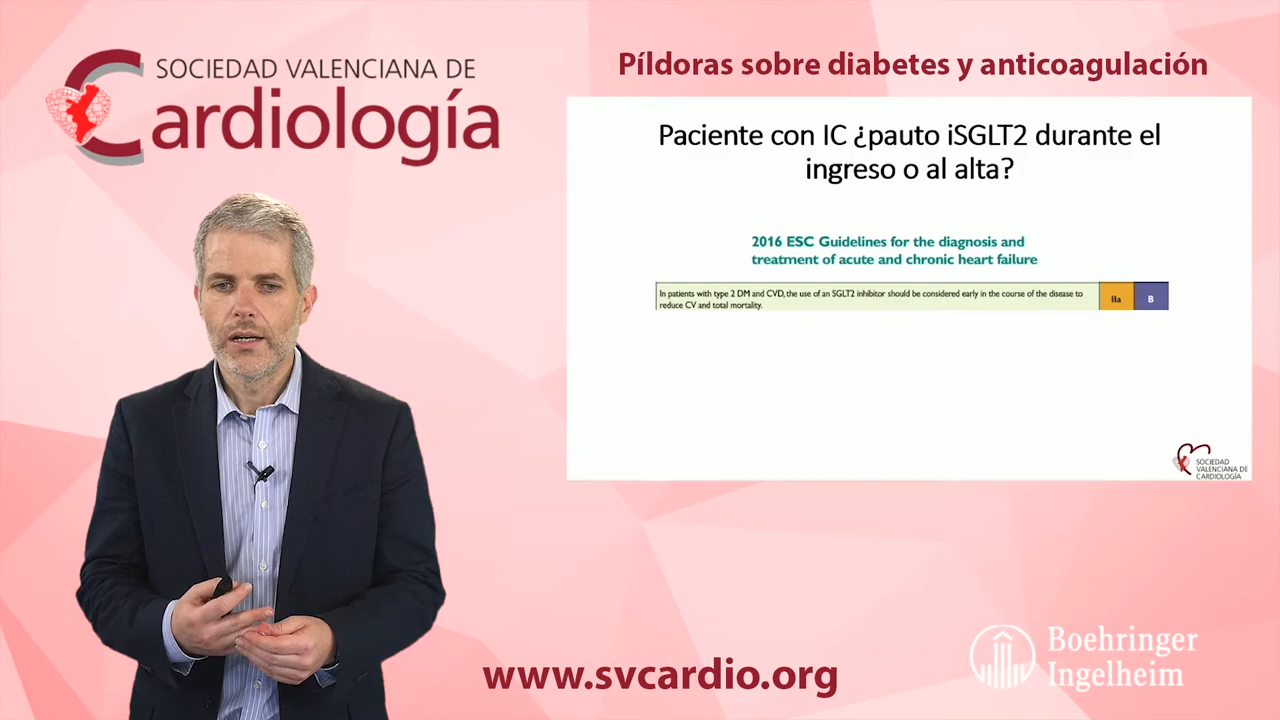 SOCIEDAD VALENCIANA DE
Cardiología
Píldoras sobre diabetes y anticoagulación
Paciente con IC ¿pauto iSGLT2 durante el
ingreso o al alta?
2016 ESC Guidelines for the diagnosis and
treatment of acute and chronic heart failure
In patients with type 2 DM and CVD, the use of an SGLT2 inhibitor should be considered early in the course of the disease to
reduce CV and total mortality.
IIa
B
SOCIEDAD
VALENCIANA DE
CARDIOLOGÍA
www.svcardio.org
Boehringer
Ingelheim